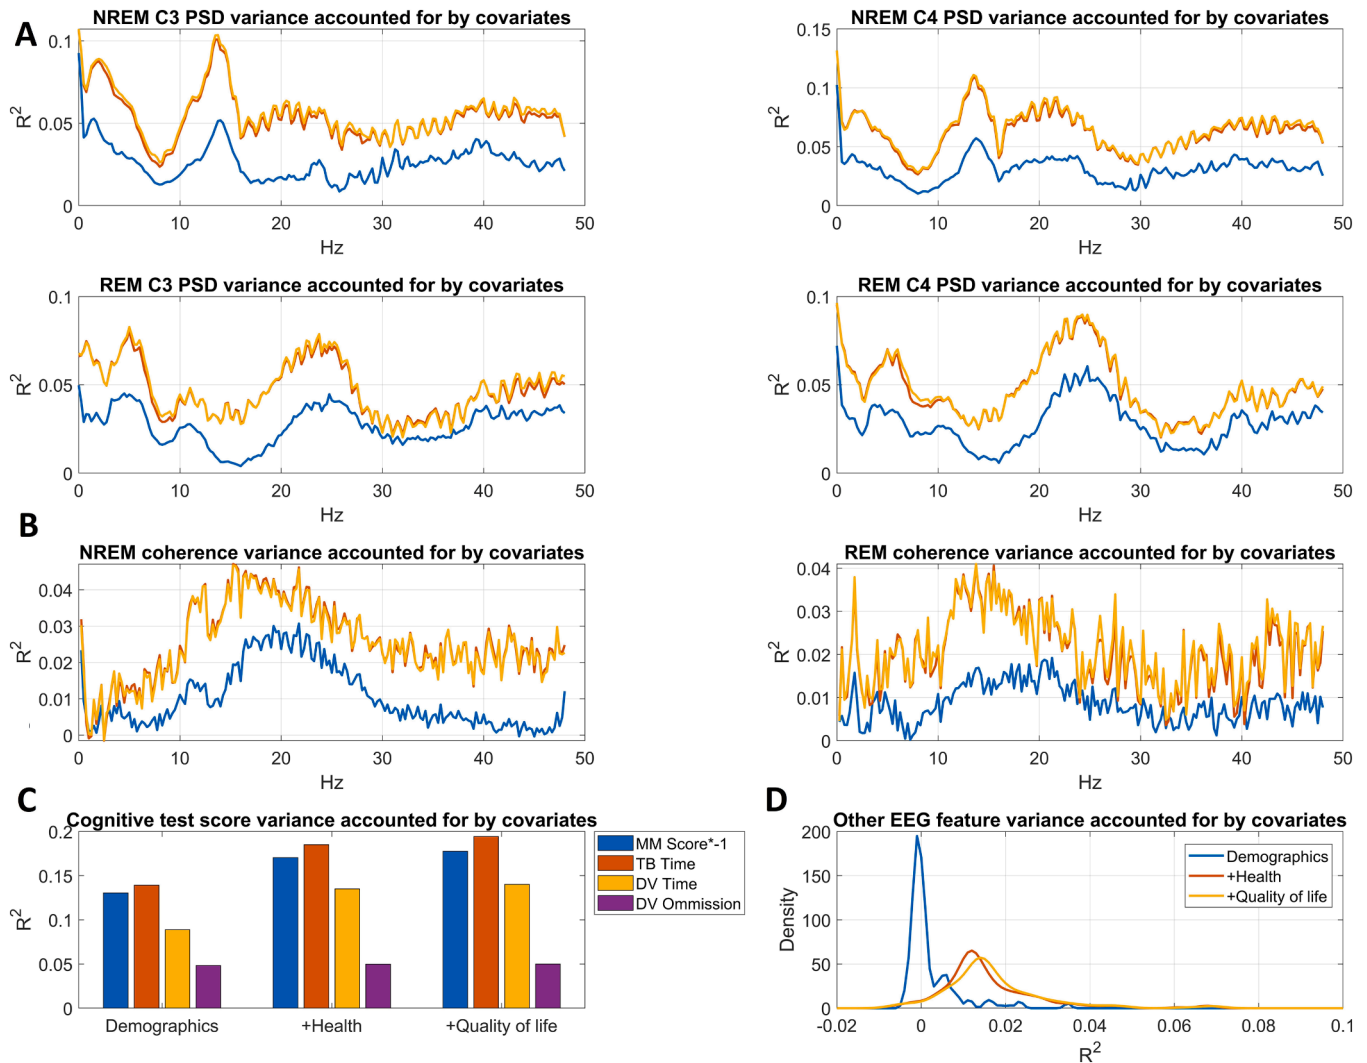 A
NREM C3 PSD variance accounted for by covariates
0.1
0.05
0
R2
0 10 20 30 40 50
Hz
NREM C4 PSD variance accounted for by covariates
0.15
0.1
0.05
0
R2
0 10 20 30 40 50
Hz
REM C3 PSD variance accounted for by covariates
0.1
0.05
0
R2
0 10 20 30 40 50
Hz
REM C4 PSD variance accounted for by covariates
0.1
0.05
0
R2
0 10 20 30 40 50
Hz
B
NREM coherence variance accounted for by covariates
0.04
0.03
0.02
0.01
0
R2
0 10 20 30 40 50
Hz
REM coherence variance accounted for by covariates
0.04
0.03
0.02
0.01
0
R2
0 10 20 30 40 50
Hz
C
Cognitive test score variance accounted for by covariates
0.2
0.15
0.1
0.05
0
R2
Demographics +Health +Quality of life
MM Score*-1
TB Time
DV Time
DV Ommission
D
Other EEG feature variance accounted for by covariates
200
150
100
50
0
Density
Demographics
+Health
+Quality of life
-0.02 0 0.02 0.04 0.06 0.08 0.1
R2